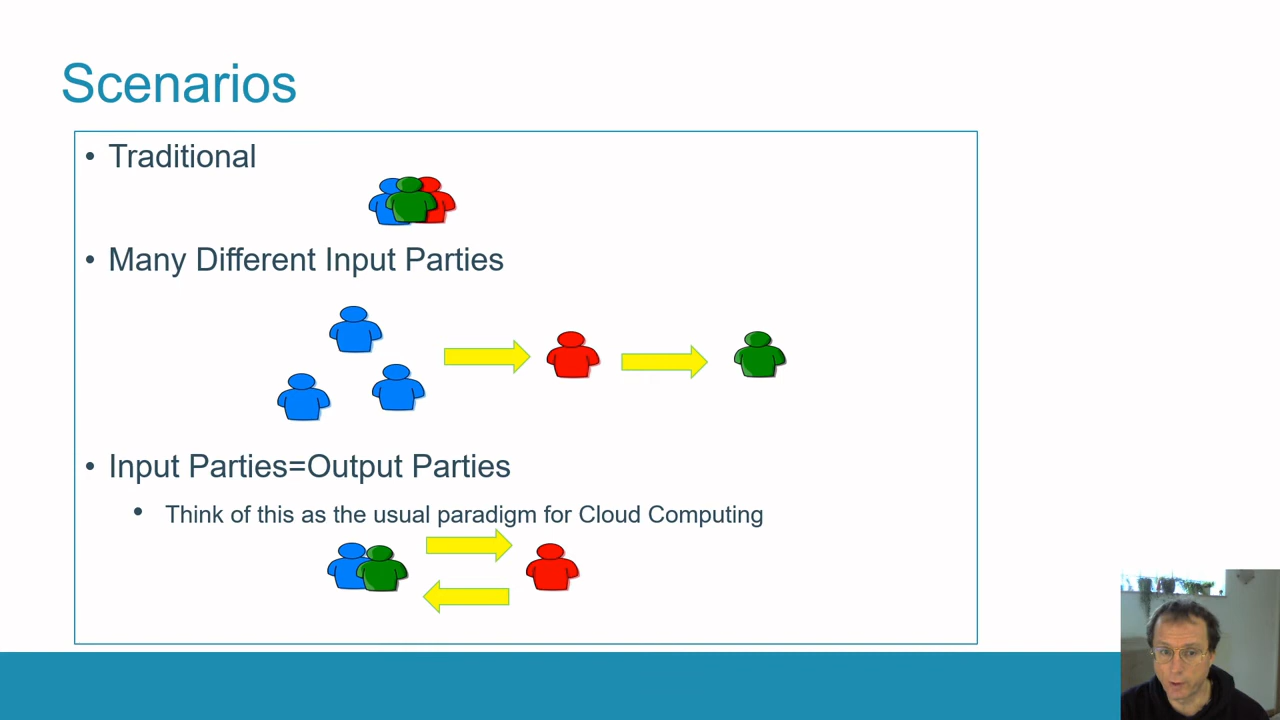 Scenarios
• Traditional
• Many Different Input Parties
• Input Parties=Output Parties
• Think of this as the usual paradigm for Cloud Computing